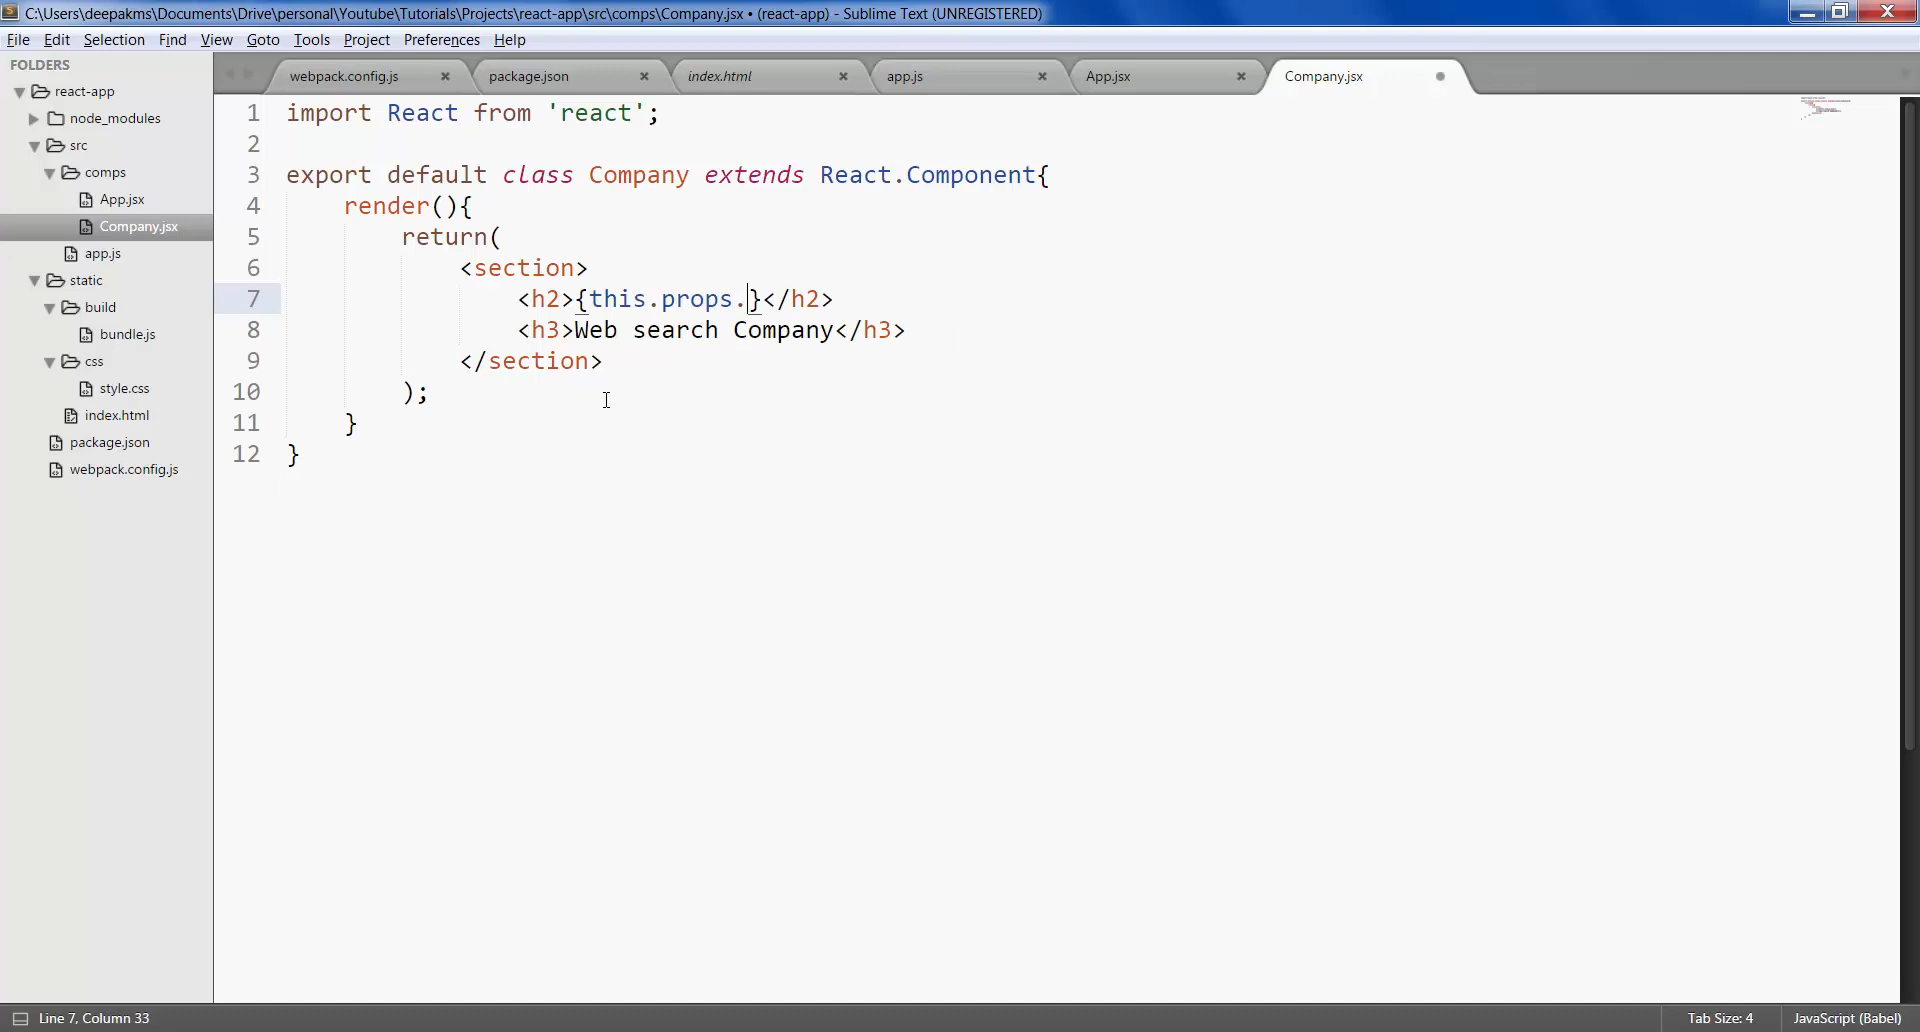 C:\Users\deepakms\Documents\Drive\personal\Youtube\Tutorials\Projects\react-app\src\comps\Company.jsx • (react-app) - Sublime Text (UNREGISTERED)
File Edit Selection Find View Goto Tools Project Preferences Help
FOLDERS
react-app
node_modules
src
comps
App.jsx
Company.jsx
app.js
static
build
bundle.js
css
style.css
index.html
package.json
webpack.config.js
webpack.config.js package.json index.html app.js App.jsx Company.jsx
1 import React from 'react';
2
3 export default class Company extends React.Component{
4 render(){
5 return(
6 <section>
7 <h2>{this.props.}</h2>
8 <h3>Web search Company</h3>
9 </section>
10 );
11 }
12 }
Line 7, Column 33 Tab Size: 4 JavaScript (Babel)